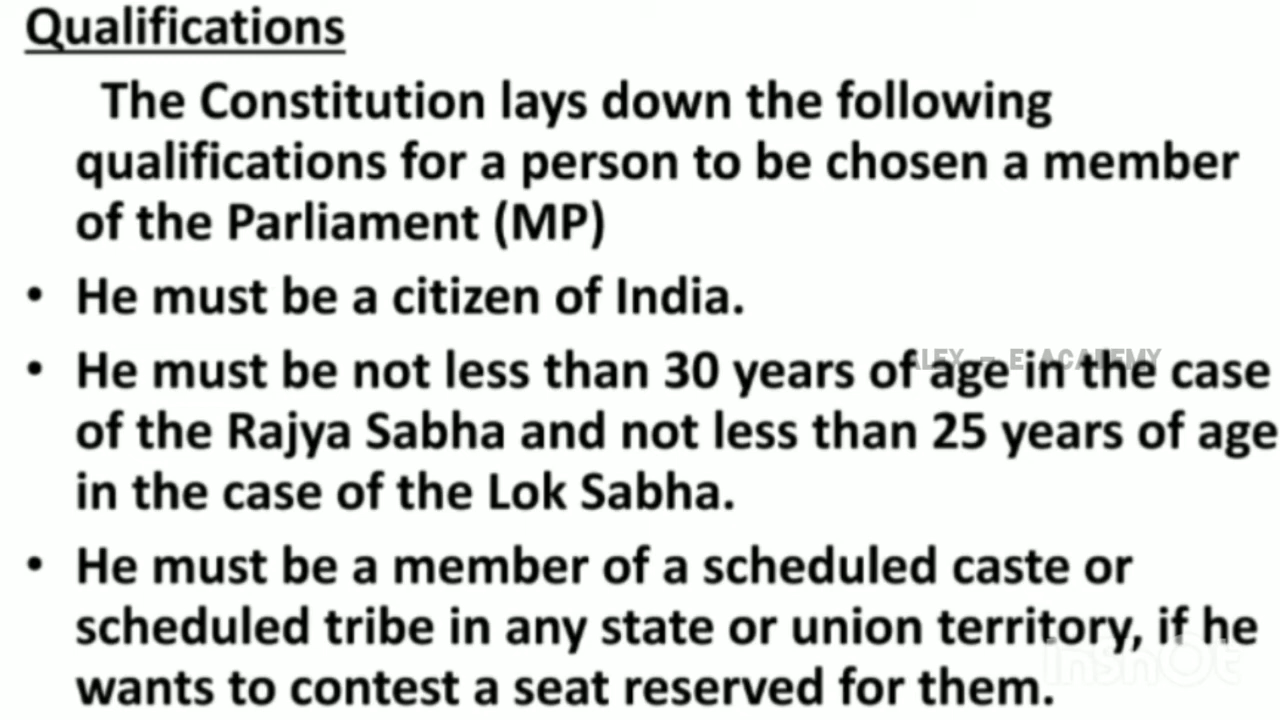 Qualifications
The Constitution lays down the following
qualifications for a person to be chosen a member
of the Parliament (MP)
• He must be a citizen of India.
ALEX – E ACADEMY
• He must be not less than 30 years of age in the case
of the Rajya Sabha and not less than 25 years of age
in the case of the Lok Sabha.
• He must be a member of a scheduled caste or
scheduled tribe in any state or union territory, if he
InShOt
wants to contest a seat reserved for them.